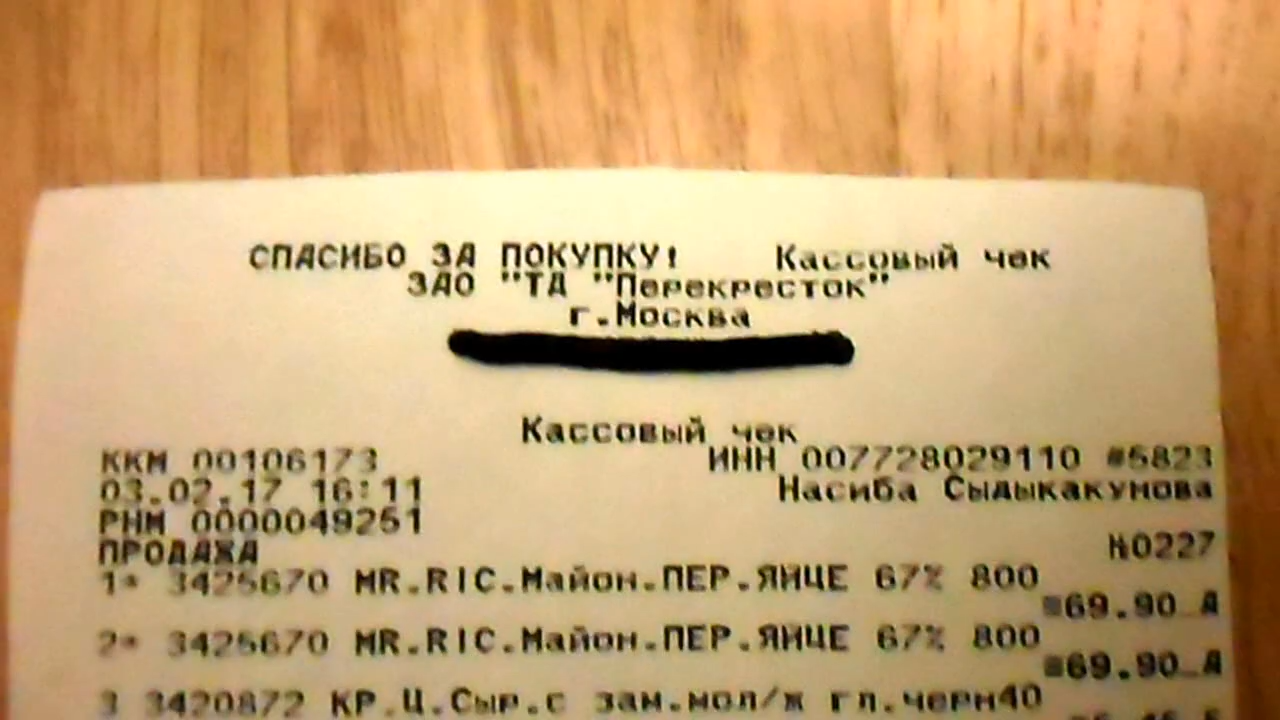 СПАСИБО ЗА ПОКУПКУ! Кассовый чек
ЗАО "ТД "Перекресток"
г.Москва
Кассовый чек
ККМ 00106173 ИНН 007728029110 #5823
03.02.17 16:11 Насиба Сыдыкакунова
РНМ 0000049251
ПРОДАЖА №0227
1* 3425670 MR.RIC.Майон.ПЕР.ЯЙЦЕ 67% 800
=69.90_А
2* 3425670 MR.RIC.Майон.ПЕР.ЯЙЦЕ 67% 800
=69.90_А
3 3420872 КР.Ц.Сыр.с зам.мол/ж гл.черн40